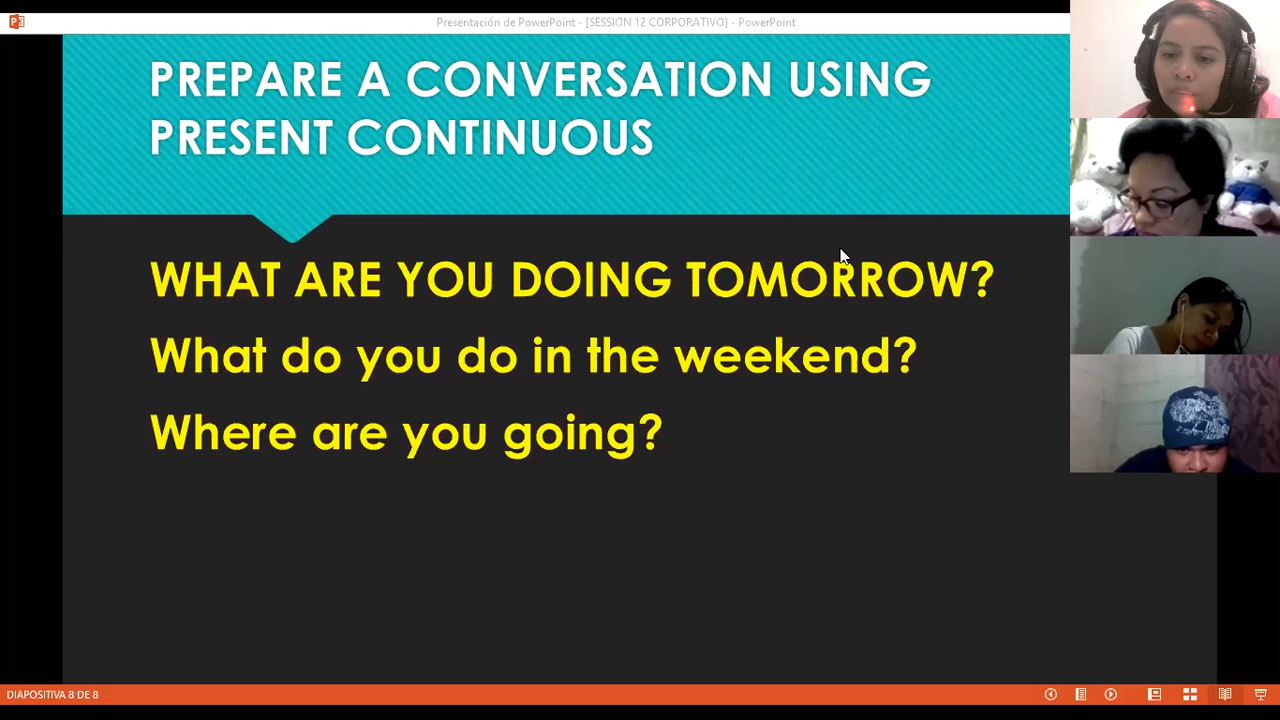 Presentación de PowerPoint - [SESSION 12 CORPORATIVO] - PowerPoint
PREPARE A CONVERSATION USING
PRESENT CONTINUOUS
WHAT ARE YOU DOING TOMORROW?
What do you do in the weekend?
Where are you going?
DIAPOSITIVA 8 DE 8